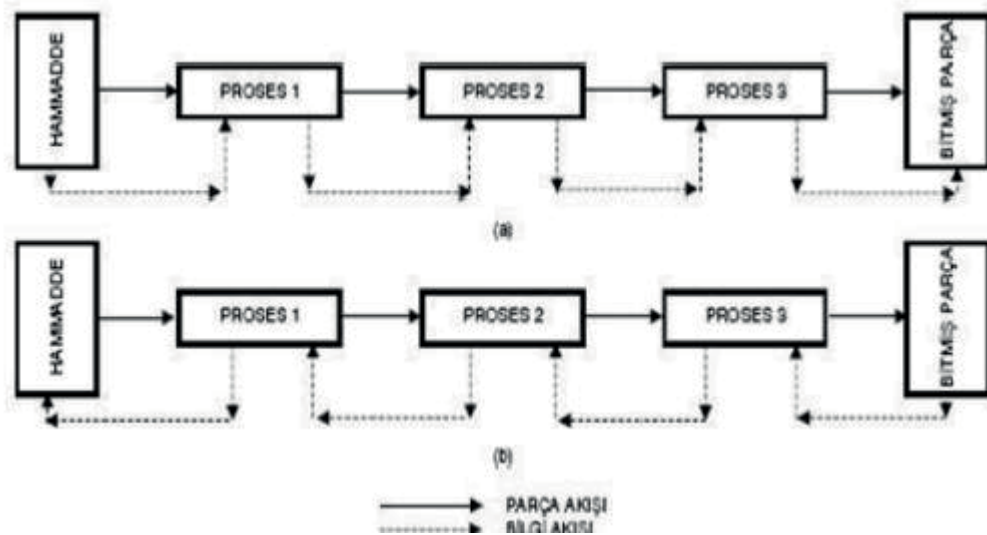 HAMMADDE
PROSES 1
PROSES 2
PROSES 3
BİTMİŞ PARÇA
(a)
HAMMADDE
PROSES 1
PROSES 2
PROSES 3
BİTMİŞ PARÇA
(b)
PARÇA AKIŞI
BİLGİ AKIŞI